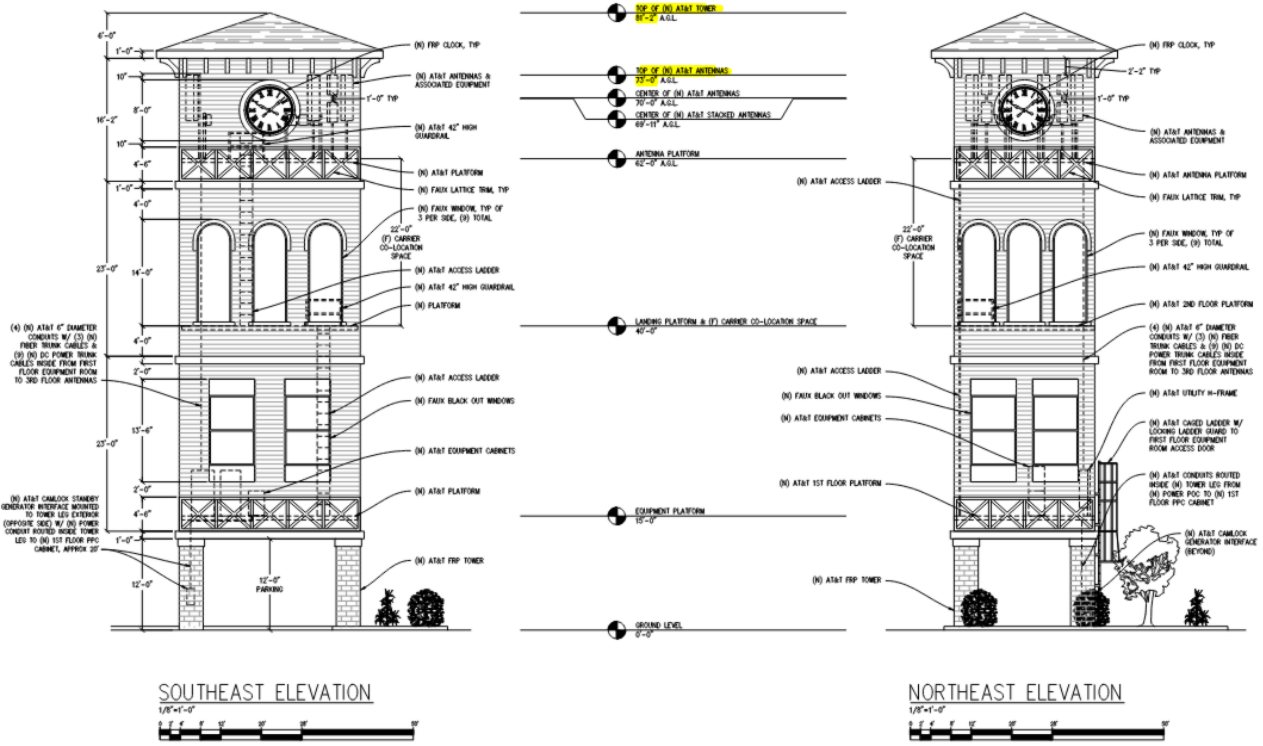 6'-0"
1'-0"
10"
8'-0"
16'-2"
10"
4'-6"
1'-0"
4'-0"
14'-0"
23'-0"
4'-0"
2'-0"
13'-6"
23'-0"
2'-0"
4'-6"
1'-0"
12'-0"
(4) (N) AT&T 6" DIAMETER
CONDUITS W/ (3) (N)
FIBER TRUNK CABLES &
(9) (N) DC POWER TRUNK
CABLES INSIDE FROM FIRST
FLOOR EQUIPMENT ROOM
TO 3RD FLOOR ANTENNAS
(N) AT&T CAMLOCK STANDBY
GENERATOR INTERFACE MOUNTED
TO TOWER LEG EXTERIOR
(OPPOSITE SIDE) W/ (N) POWER
CONDUIT ROUTED INSIDE TOWER
LEG TO (N) 1ST FLOOR PPC
CABINET, APPROX 20'
(N) FRP CLOCK, TYP
(N) AT&T ANTENNAS &
ASSOCIATED EQUIPMENT
1'-0" TYP
(N) AT&T 42" HIGH
GUARDRAIL
(N) AT&T PLATFORM
(N) FAUX LATTICE TRIM, TYP
(N) FAUX WINDOW, TYP OF
3 PER SIDE, (9) TOTAL
22'-0"
(F) CARRIER
CO-LOCATION
SPACE
(N) AT&T ACCESS LADDER
(N) AT&T 42" HIGH GUARDRAIL
(N) PLATFORM
(N) AT&T ACCESS LADDER
(N) FAUX BLACK OUT WINDOWS
(N) AT&T EQUIPMENT CABINETS
(N) AT&T PLATFORM
(N) AT&T FRP TOWER
12'-0"
PARKING
SOUTHEAST ELEVATION
1/8"=1'-0"
0 2' 4' 8' 12' 20' 28' 50'
TOP OF (N) AT&T TOWER
81'-2" A.G.L.
TOP OF (N) AT&T ANTENNAS
73'-0" A.G.L.
CENTER OF (N) AT&T ANTENNAS
70'-0" A.G.L.
CENTER OF (N) AT&T STACKED ANTENNAS
69'-11" A.G.L.
ANTENNA PLATFORM
62'-0" A.G.L.
LANDING PLATFORM & (F) CARRIER CO-LOCATION SPACE
40'-0"
EQUIPMENT PLATFORM
15'-0"
GROUND LEVEL
0'-0"
(N) AT&T ACCESS LADDER
22'-0"
(F) CARRIER
CO-LOCATION
SPACE
(N) AT&T ACCESS LADDER
(N) FAUX BLACK OUT WINDOWS
(N) AT&T EQUIPMENT CABINETS
(N) AT&T 1ST FLOOR PLATFORM
(N) AT&T FRP TOWER
(N) FRP CLOCK, TYP
2'-2" TYP
1'-0" TYP
(N) AT&T ANTENNAS &
ASSOCIATED EQUIPMENT
(N) AT&T ANTENNA PLATFORM
(N) FAUX LATTICE TRIM, TYP
(N) FAUX WINDOW, TYP OF
3 PER SIDE, (9) TOTAL
(N) AT&T 42" HIGH GUARDRAIL
(N) AT&T 2ND FLOOR PLATFORM
(4) (N) AT&T 6" DIAMETER
CONDUITS W/ (3) (N) FIBER
TRUNK CABLES & (9) (N) DC
POWER TRUNK CABLES INSIDE
FROM FIRST FLOOR EQUIPMENT
ROOM TO 3RD FLOOR ANTENNAS
(N) AT&T UTILITY H-FRAME
(N) AT&T CAGED LADDER W/
LOCKING LADDER GUARD TO
FIRST FLOOR EQUIPMENT
ROOM ACCESS DOOR
(N) AT&T CONDUITS ROUTED
INSIDE (N) TOWER LEG FROM
(N) POWER POC TO (N) 1ST
FLOOR PPC CABINET
(N) AT&T CAMLOCK
GENERATOR INTERFACE
(BEYOND)
NORTHEAST ELEVATION
1/8"=1'-0"
0 2' 4' 8' 12' 20' 28' 50'